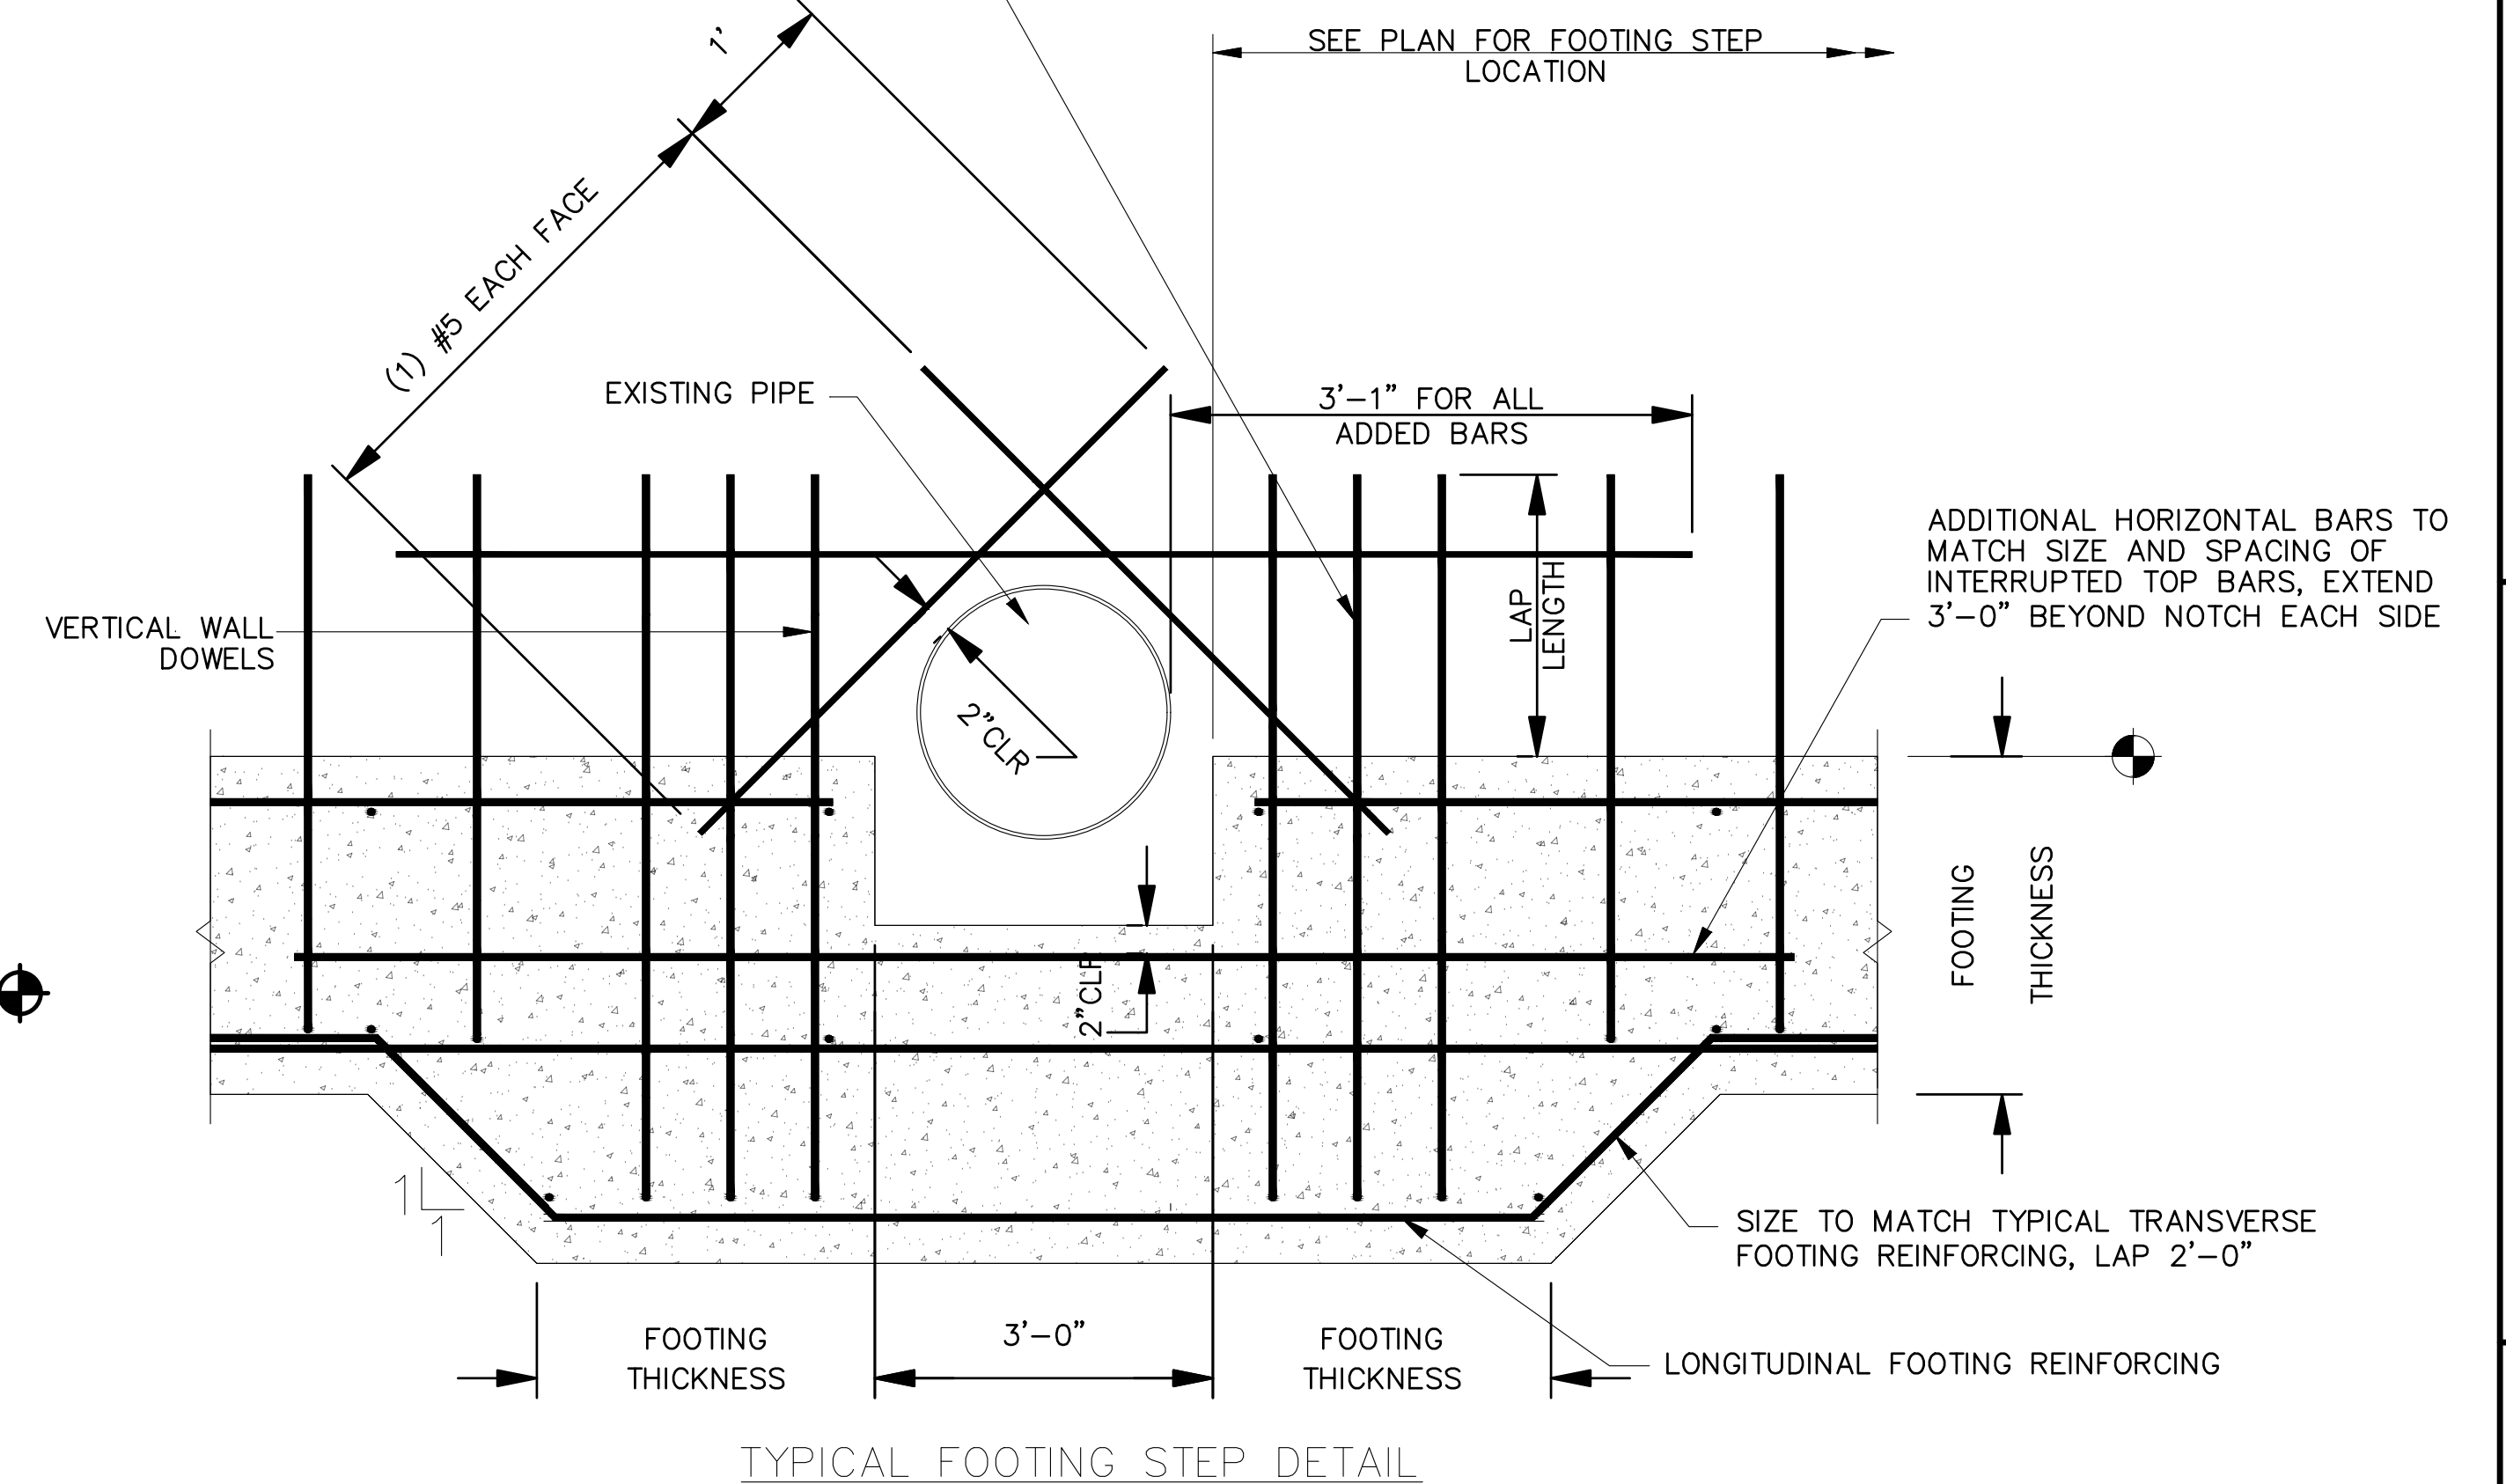 1'
SEE PLAN FOR FOOTING STEP
LOCATION
(1) #5 EACH FACE
EXISTING PIPE
3'-1" FOR ALL
ADDED BARS
LAP
LENGTH
ADDITIONAL HORIZONTAL BARS TO
MATCH SIZE AND SPACING OF
INTERRUPTED TOP BARS, EXTEND
3'-0" BEYOND NOTCH EACH SIDE
VERTICAL WALL
DOWELS
2"CLR
2"CLR
FOOTING
THICKNESS
1
1
SIZE TO MATCH TYPICAL TRANSVERSE
FOOTING REINFORCING, LAP 2'-0"
FOOTING
THICKNESS
3'-0"
FOOTING
THICKNESS
LONGITUDINAL FOOTING REINFORCING
TYPICAL FOOTING STEP DETAIL